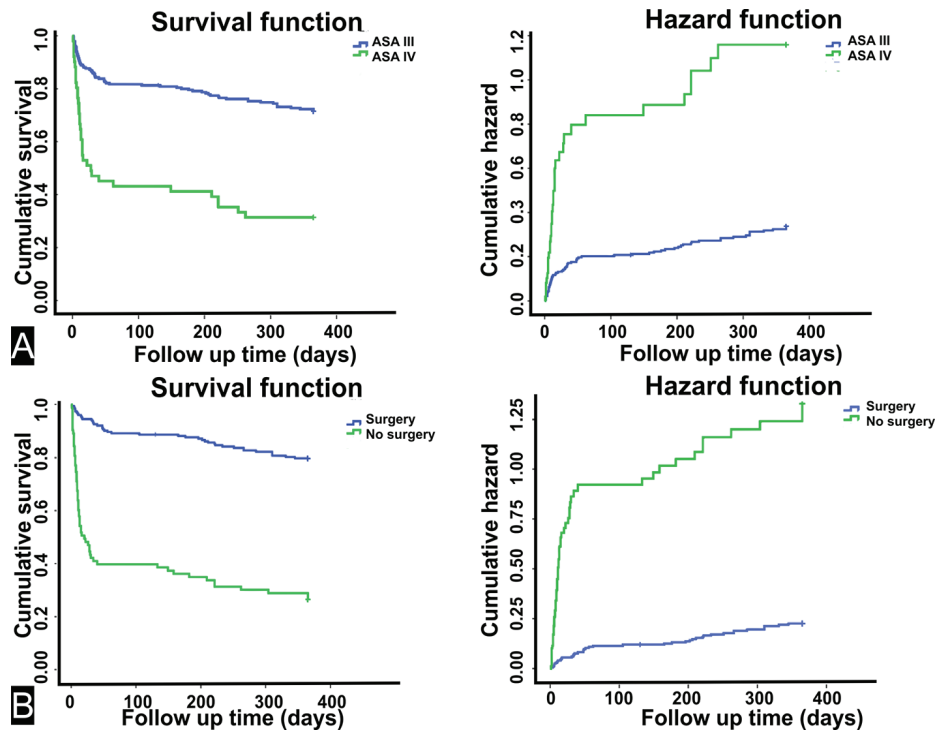 Survival function
ASA III
ASA IV
Cumulative survival
1.0
0.8
0.6
0.4
0.2
0.00
0 100 200 300 400
Follow up time (days)
Hazard function
ASA III
ASA IV
Cumulative hazard
1.2
1.0
0.8
0.6
0.3
0.2
0.0
0 100 200 300 400
Follow up time (days)
A
Survival function
Surgery
No surgery
Cumulative survival
1.0
0.8
0.6
0.4
0.2
0.00
0 100 200 300 400
Follow up time (days)
Hazard function
Surgery
No surgery
Cumulative hazard
1.25
1.00
0.75
0.50
0.25
0.00
0 100 200 300 400
Follow up time (days)
B